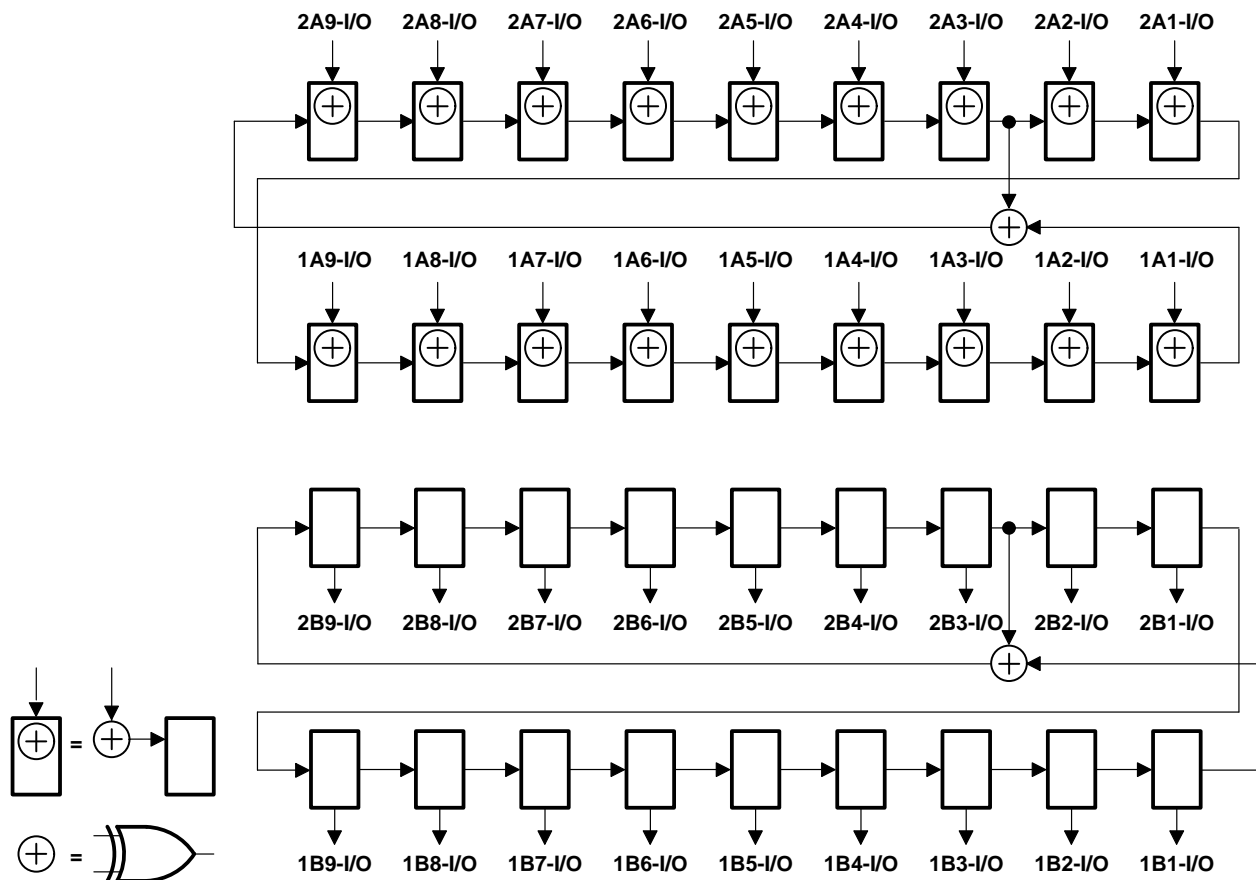 2A9-I/O 2A8-I/O 2A7-I/O 2A6-I/O 2A5-I/O 2A4-I/O 2A3-I/O 2A2-I/O 2A1-I/O
1A9-I/O 1A8-I/O 1A7-I/O 1A6-I/O 1A5-I/O 1A4-I/O 1A3-I/O 1A2-I/O 1A1-I/O
2B9-I/O 2B8-I/O 2B7-I/O 2B6-I/O 2B5-I/O 2B4-I/O 2B3-I/O 2B2-I/O 2B1-I/O
=
=
1B9-I/O 1B8-I/O 1B7-I/O 1B6-I/O 1B5-I/O 1B4-I/O 1B3-I/O 1B2-I/O 1B1-I/O